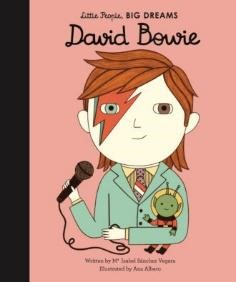 Little People, BIG DREAMS
David Bowie
Written by Mª Isabel Sánchez Vegara
Illustrated by Ana Albero